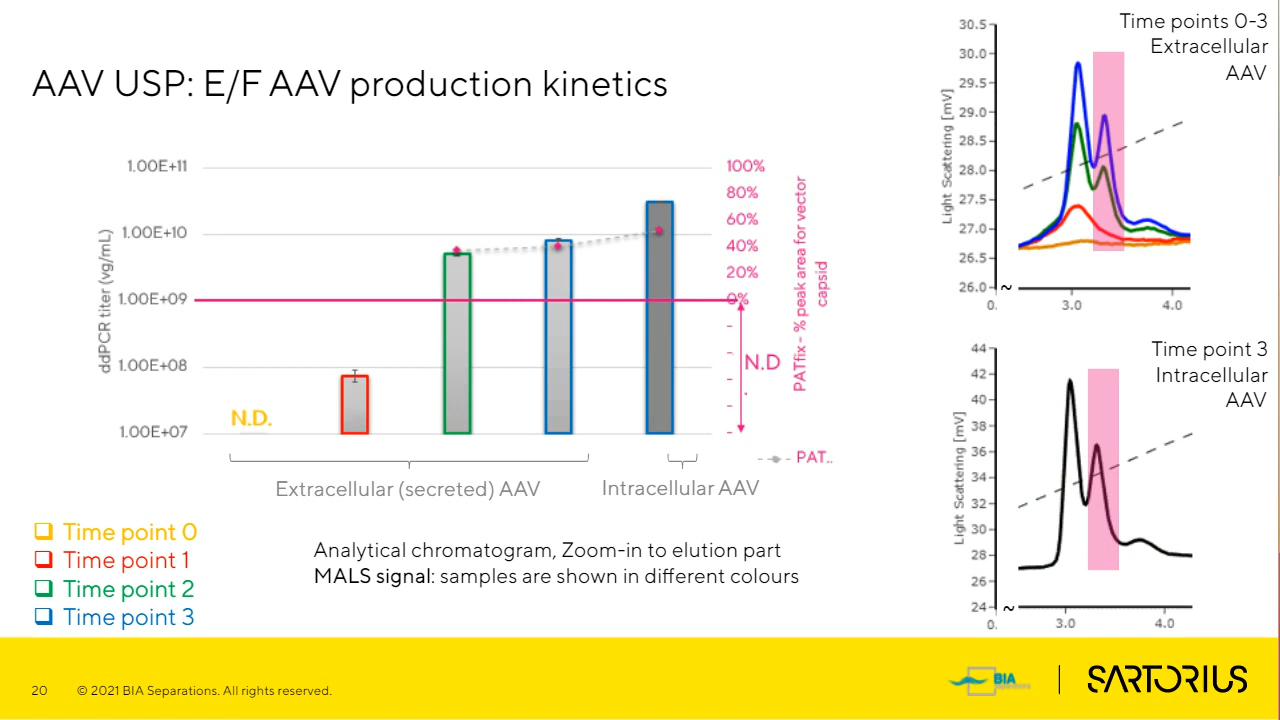 AAV USP: E/F AAV production kinetics
1.00E+11
1.00E+10
1.00E+09
1.00E+08
1.00E+07
ddPCR titer (vg/mL)
N.D.
100%
80%
60%
40%
20%
0%
N.D
PATfix - % peak area for vector
capsid
PAT..
Extracellular (secreted) AAV
Intracellular AAV
Time point 0
Time point 1
Time point 2
Time point 3
Analytical chromatogram, Zoom-in to elution part
MALS signal: samples are shown in different colours
Time points 0-3
Extracellular
AAV
Light Scattering [mV]
30.5
30.0
29.5
29.0
28.5
28.0
27.5
27.0
26.5
26.0
0.
~
3.0
4.0
Time point 3
Intracellular
AAV
Light Scattering [mV]
44
42
40
38
36
34
32
30
28
26
24
0.
~
3.0
4.0
20
© 2021 BIA Separations. All rights reserved.
BIA
SARTORIUS